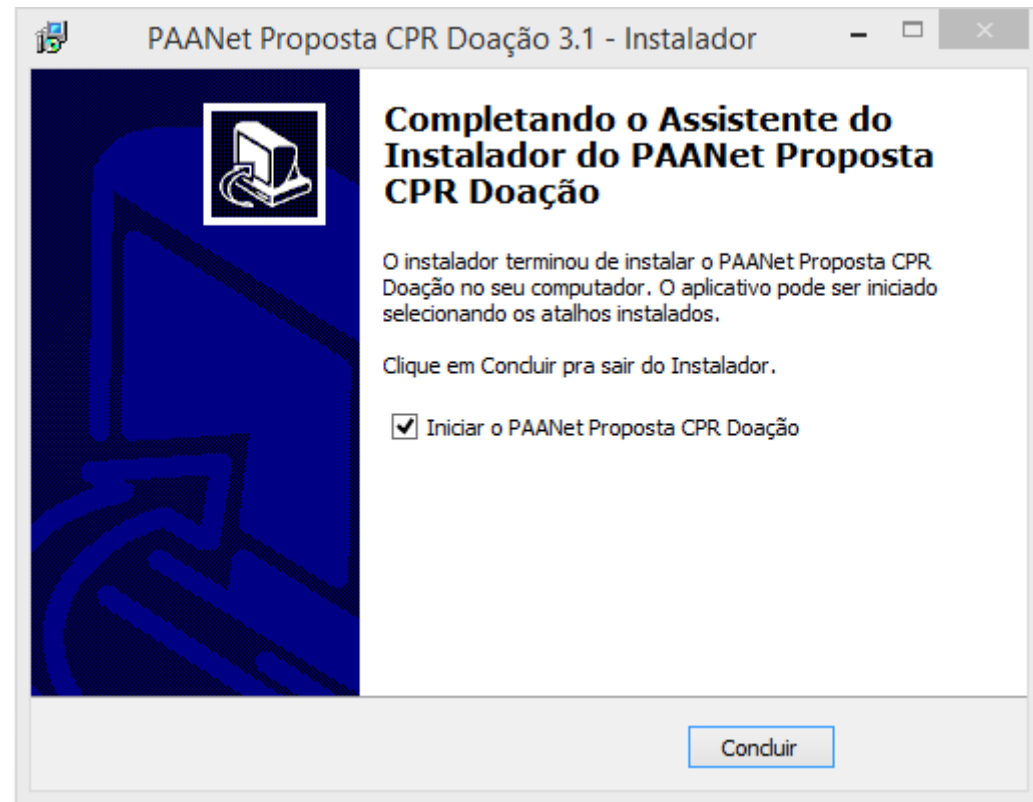 PAANet Proposta CPR Doação 3.1 - Instalador
Completando o Assistente do
Instalador do PAANet Proposta
CPR Doação
O instalador terminou de instalar o PAANet Proposta CPR
Doação no seu computador. O aplicativo pode ser iniciado
selecionando os atalhos instalados.
Clique em Concluir pra sair do Instalador.
Iniciar o PAANet Proposta CPR Doação
Concluir